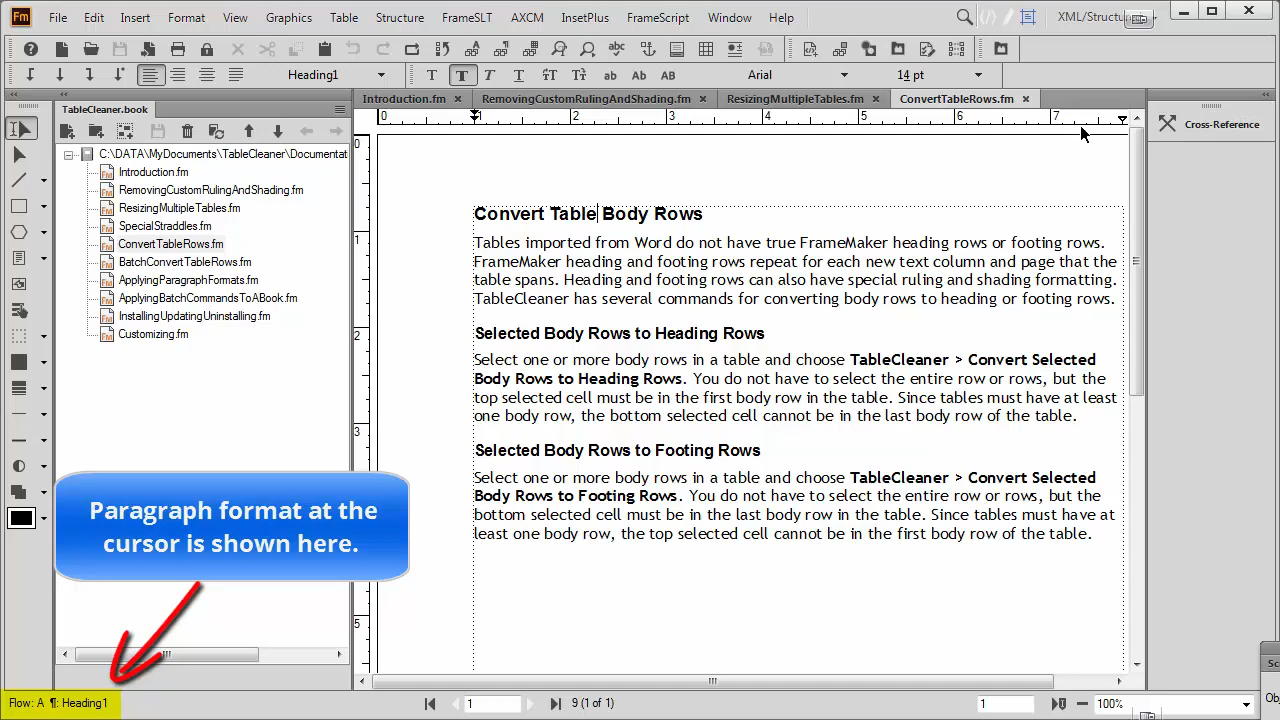 Fm File Edit Insert Format View Graphics Table Structure FrameSLT AXCM InsetPlus FrameScript Window Help
Heading1 Arial 14 pt
TableCleaner.book
Introduction.fm RemovingCustomRulingAndShading.fm ResizingMultipleTables.fm ConvertTableRows.fm
0 1 2 3 4 5 6 7
Cross-Reference
C:\DATA\MyDocuments\TableCleaner\Documentat
Introduction.fm
RemovingCustomRulingAndShading.fm
ResizingMultipleTables.fm
SpecialStraddles.fm
ConvertTableRows.fm
BatchConvertTableRows.fm
ApplyingParagraphFormats.fm
ApplyingBatchCommandsToABook.fm
InstallingUpdatingUninstalling.fm
Customizing.fm
0
1
2
3
5
Convert Table Body Rows
Tables imported from Word do not have true FrameMaker heading rows or footing rows.
FrameMaker heading and footing rows repeat for each new text column and page that the
table spans. Heading and footing rows can also have special ruling and shading formatting.
TableCleaner has several commands for converting body rows to heading or footing rows.
Selected Body Rows to Heading Rows
Select one or more body rows in a table and choose TableCleaner > Convert Selected
Body Rows to Heading Rows. You do not have to select the entire row or rows, but the
top selected cell must be in the first body row in the table. Since tables must have at least
one body row, the bottom selected cell cannot be in the last body row of the table.
Selected Body Rows to Footing Rows
Select one or more body rows in a table and choose TableCleaner > Convert Selected
Body Rows to Footing Rows. You do not have to select the entire row or rows, but the
bottom selected cell must be in the last body row in the table. Since tables must have at
least one body row, the top selected cell cannot be in the first body row of the table.
Paragraph format at the
cursor is shown here.
Flow: A ¶: Heading1 1 9 (1 of 1) 1 100%